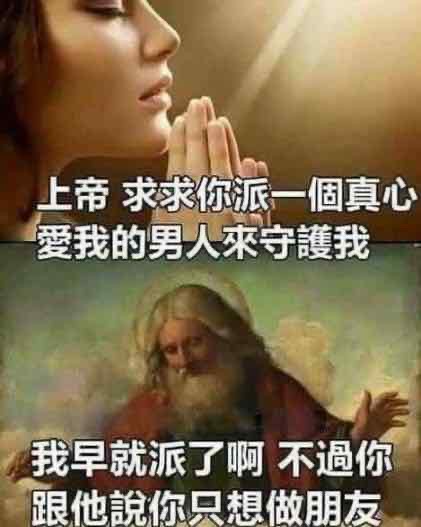 上帝 求求你派一個真心
愛我的男人來守護我
我早就派了啊 不過你
跟他說你只想做朋友